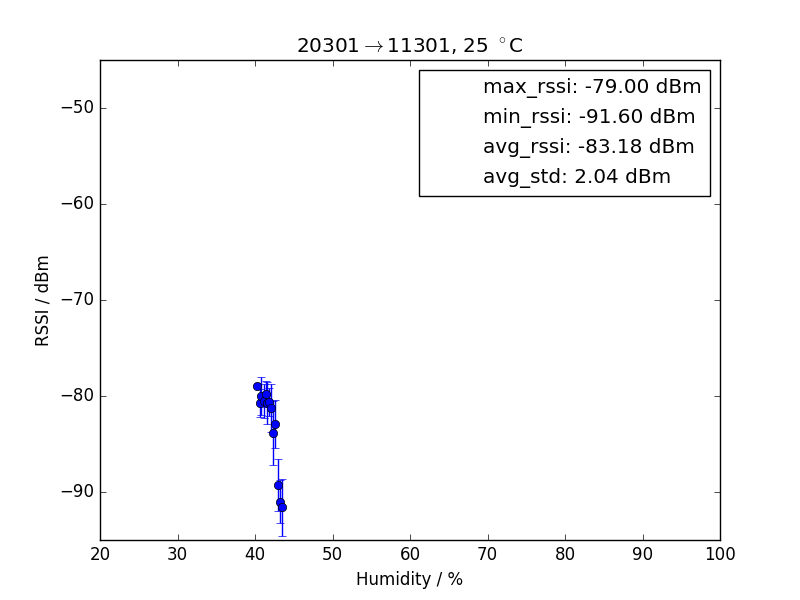 20301→11301, 25 °C
max_rssi: -79.00 dBm
min_rssi: -91.60 dBm
avg_rssi: -83.18 dBm
avg_std: 2.04 dBm
−50
−60
−70
−80
−90
RSSI / dBm
20 30 40 50 60 70 80 90 100
Humidity / %